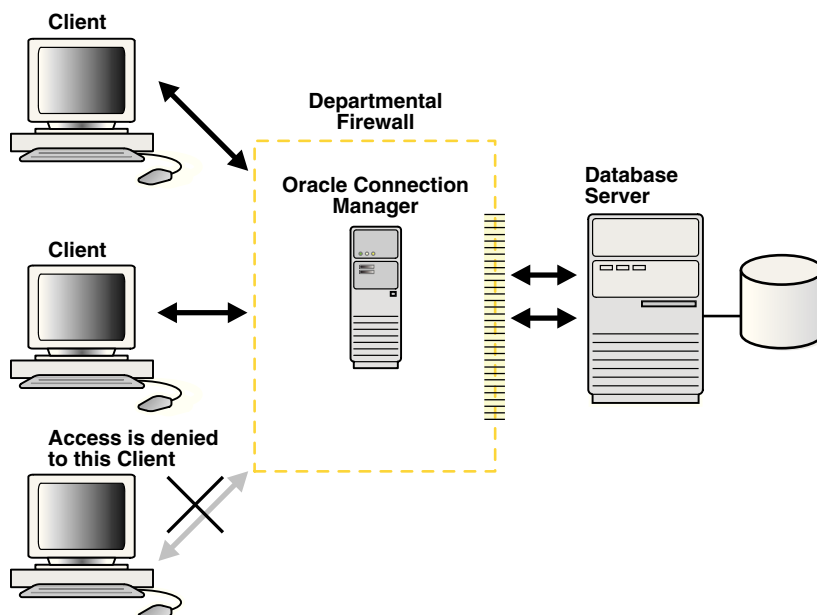 Client
Departmental
Firewall
Oracle Connection
Manager
Database
Server
Client
Access is denied
to this Client